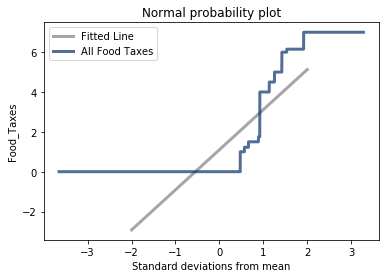 Normal probability plot
Fitted Line
All Food Taxes
Food_Taxes
6
4
2
0
−2
−3
−2
−1
0
1
2
3
Standard deviations from mean